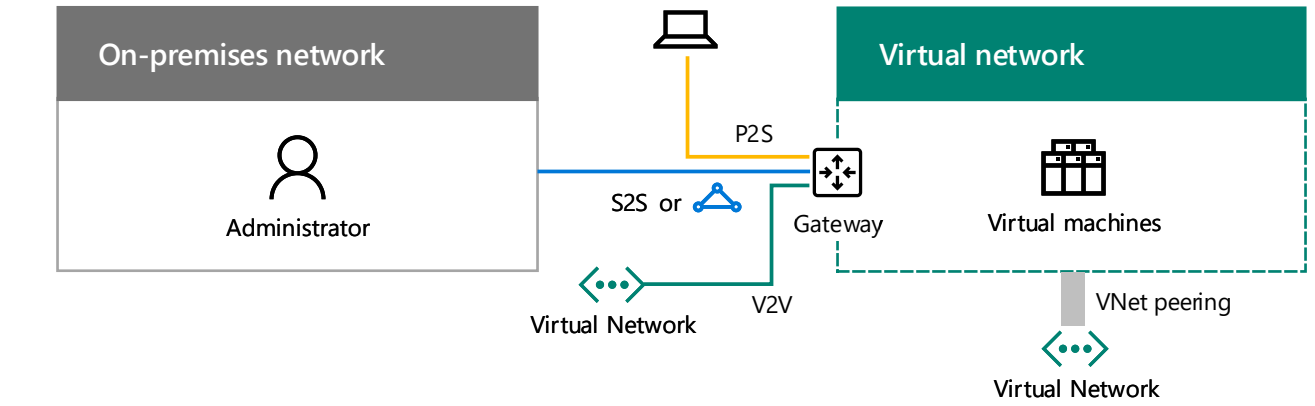 On-premises network
Virtual network
P2S
S2S or
Administrator
Gateway
Virtual machines
V2V
VNet peering
Virtual Network
Virtual Network